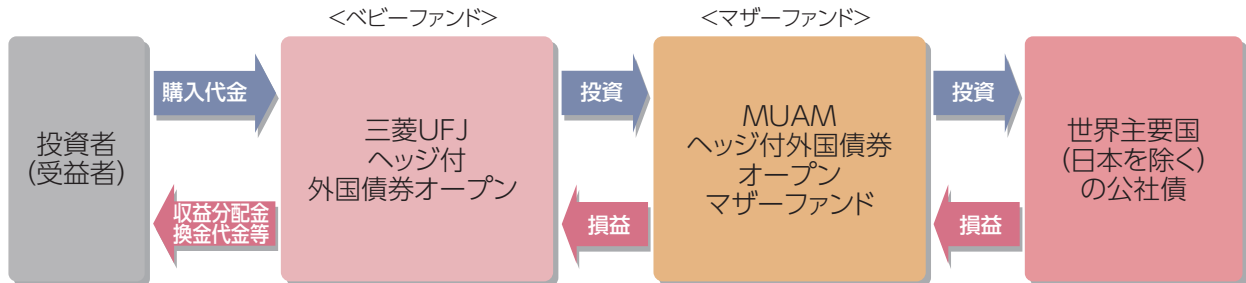 <ベビーファンド>
<マザーファンド>
投資者
(受益者)
購入代金
収益分配金
換金代金等
三菱UFJ
ヘッジ付
外国債券オープン
投資
損益
MUAM
ヘッジ付外国債券
オープン
マザーファンド
投資
損益
世界主要国
(日本を除く)
の公社債